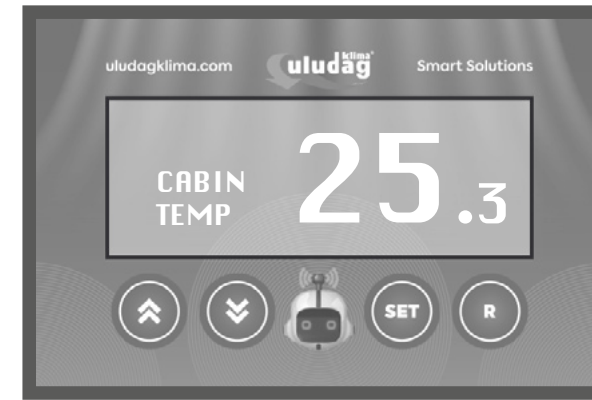 uludagklima.com
klima
uludağ
Smart Solutions
CABIN
TEMP
25.3
SET
R